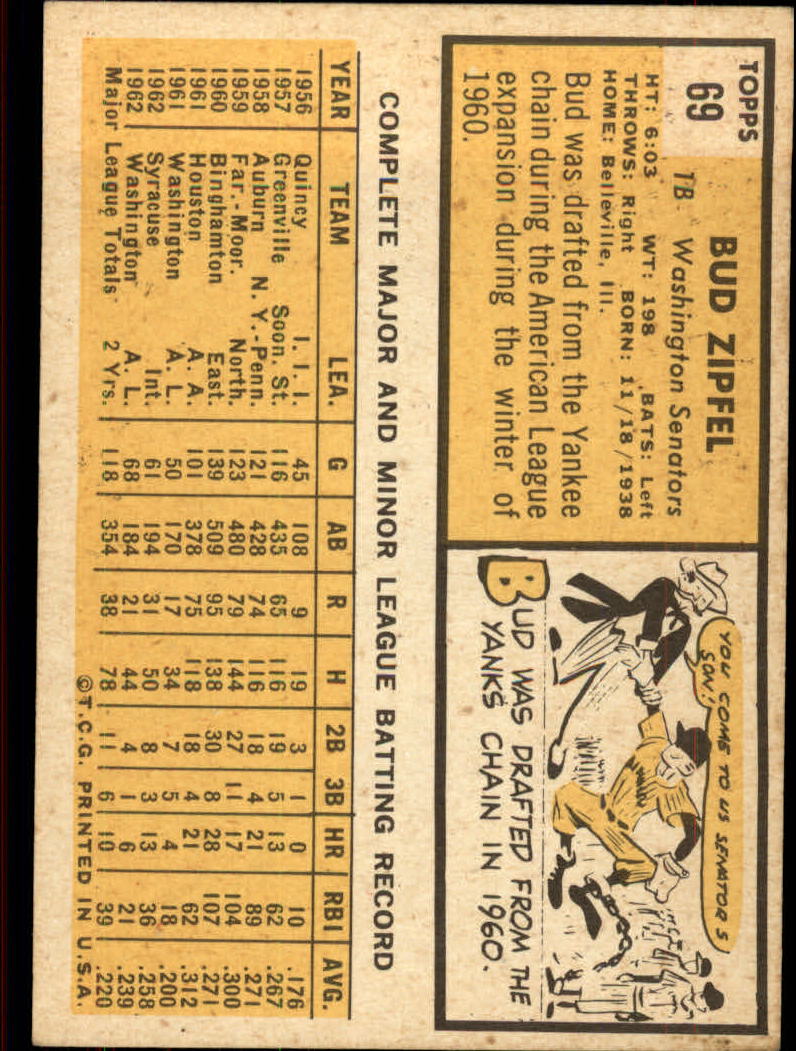 TOPPS
69
BUD ZIPFEL
1B Washington Senators
HT: 6:03 WT: 198 BATS: Left
THROWS: Right BORN: 11/18/1938
HOME: Belleville, Ill.
Bud was drafted from the Yankee
chain during the American League
expansion during the winter of
1960.
YOU COME TO US SENATORS
SON!
BUD WAS DRAFTED FROM THE
YANKS CHAIN IN 1960.
COMPLETE MAJOR AND MINOR LEAGUE BATTING RECORD
YEAR TEAM LEA. G AB R H 2B 3B HR RBI AVG.
1956 Quincy I. I. I. 45 108 9 19 3 1 0 10 .176
1957 Greenville Soon. St. 116 435 65 116 19 5 13 62 .267
1958 Auburn N. Y.-Penn. 121 428 74 116 18 4 21 89 .271
1959 Far.-Moor. North. 123 480 79 144 27 11 17 104 .300
1960 Binghamton East. 139 509 95 138 30 8 28 107 .271
1961 Houston A. A. 101 378 75 118 18 4 21 62 .312
1961 Washington A. L. 50 170 17 34 7 5 4 18 .200
1962 Syracuse Int. 61 194 31 50 8 3 13 36 .258
1962 Washington A. L. 68 184 21 44 4 1 6 21 .239
Major League Totals 2 Yrs. 118 354 38 78 11 6 10 39 .220
©T.C.G. PRINTED IN U.S.A.